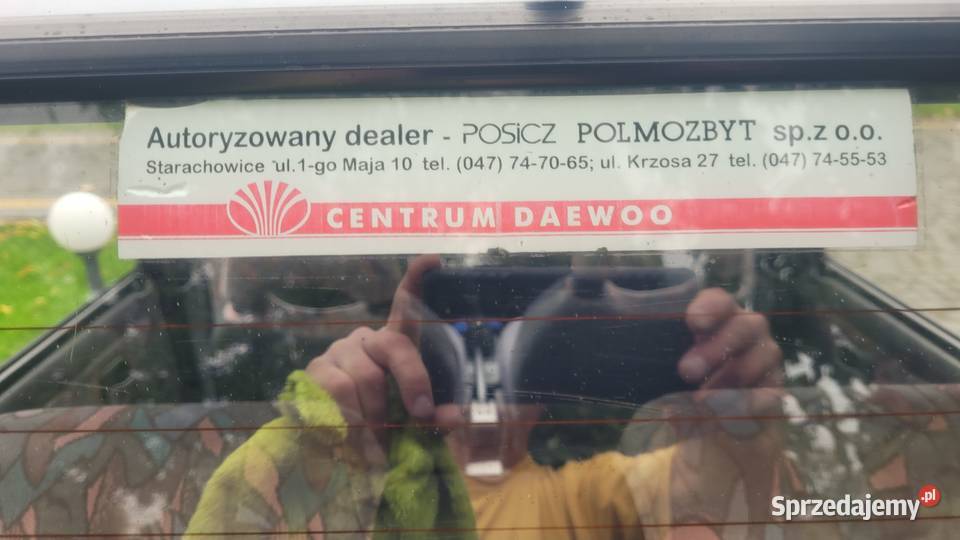 Autoryzowany dealer - POSiCZ POLMOZBYT sp.z o.o.
Starachowice ul.1-go Maja 10 tel. (047) 74-70-65; ul. Krzosa 27 tel. (047) 74-55-53
CENTRUM DAEWOO
Sprzedajemy.pl